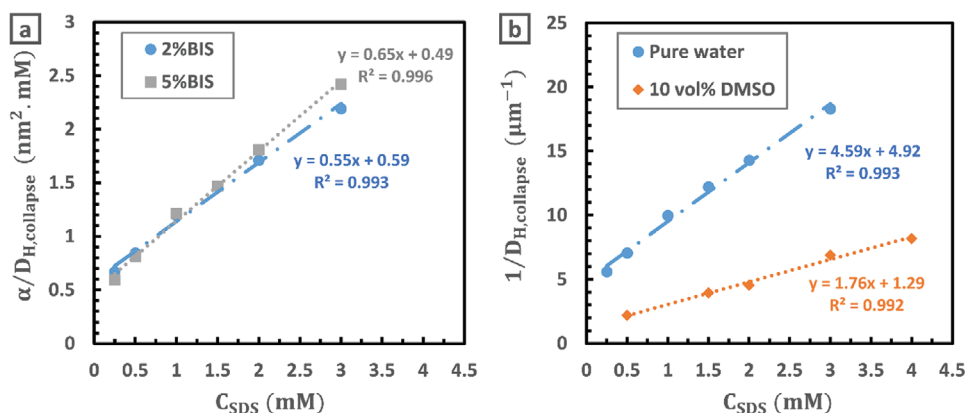 a
2%BIS
5%BIS
y = 0.65x + 0.49
R² = 0.996
y = 0.55x + 0.59
R² = 0.993
α/D_H,collapse (nm².mM)
3
2.5
2
1.5
1
0.5
0
0 0.5 1 1.5 2 2.5 3 3.5 4 4.5
C_SDS (mM)
b
Pure water
10 vol% DMSO
y = 4.59x + 4.92
R² = 0.993
y = 1.76x + 1.29
R² = 0.992
1/D_H,collapse (μm⁻¹)
25
20
15
10
5
0
0 0.5 1 1.5 2 2.5 3 3.5 4 4.5
C_SDS (mM)